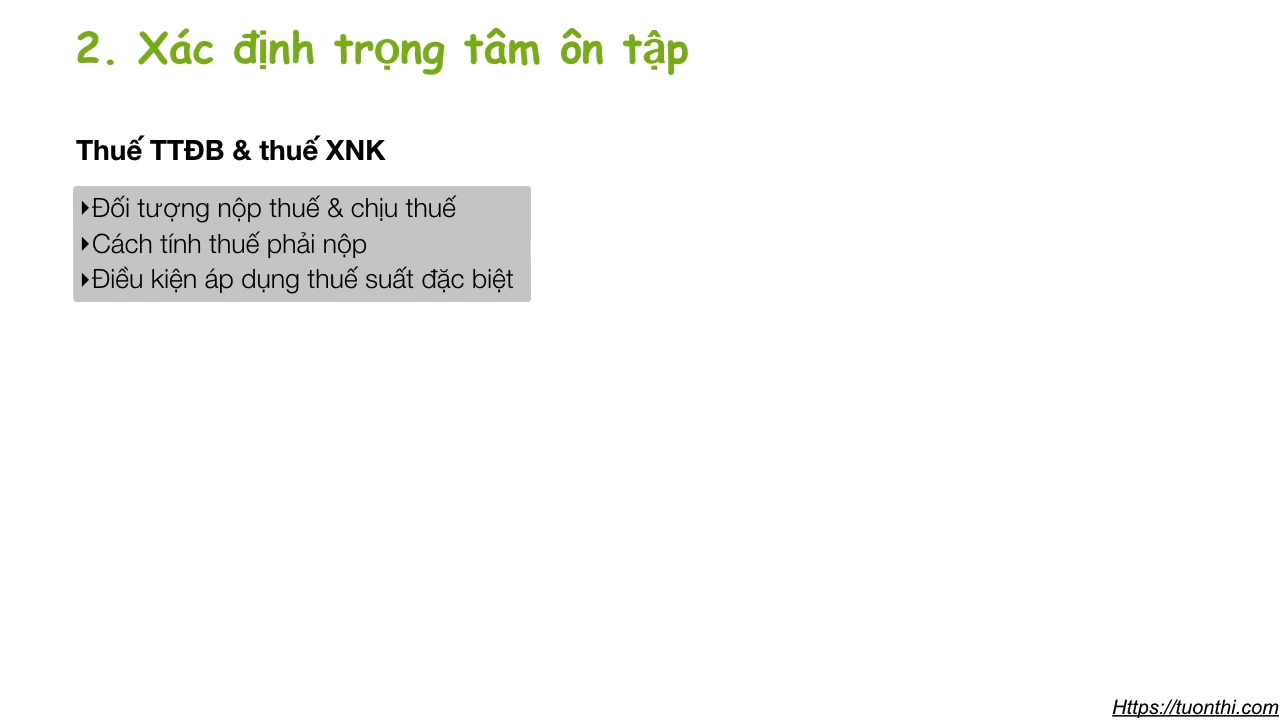 2. Xác định trọng tâm ôn tập
Thuế TTĐB & thuế XNK
‣Đối tượng nộp thuế & chịu thuế
‣Cách tính thuế phải nộp
‣Điều kiện áp dụng thuế suất đặc biệt
Https://tuonthi.com